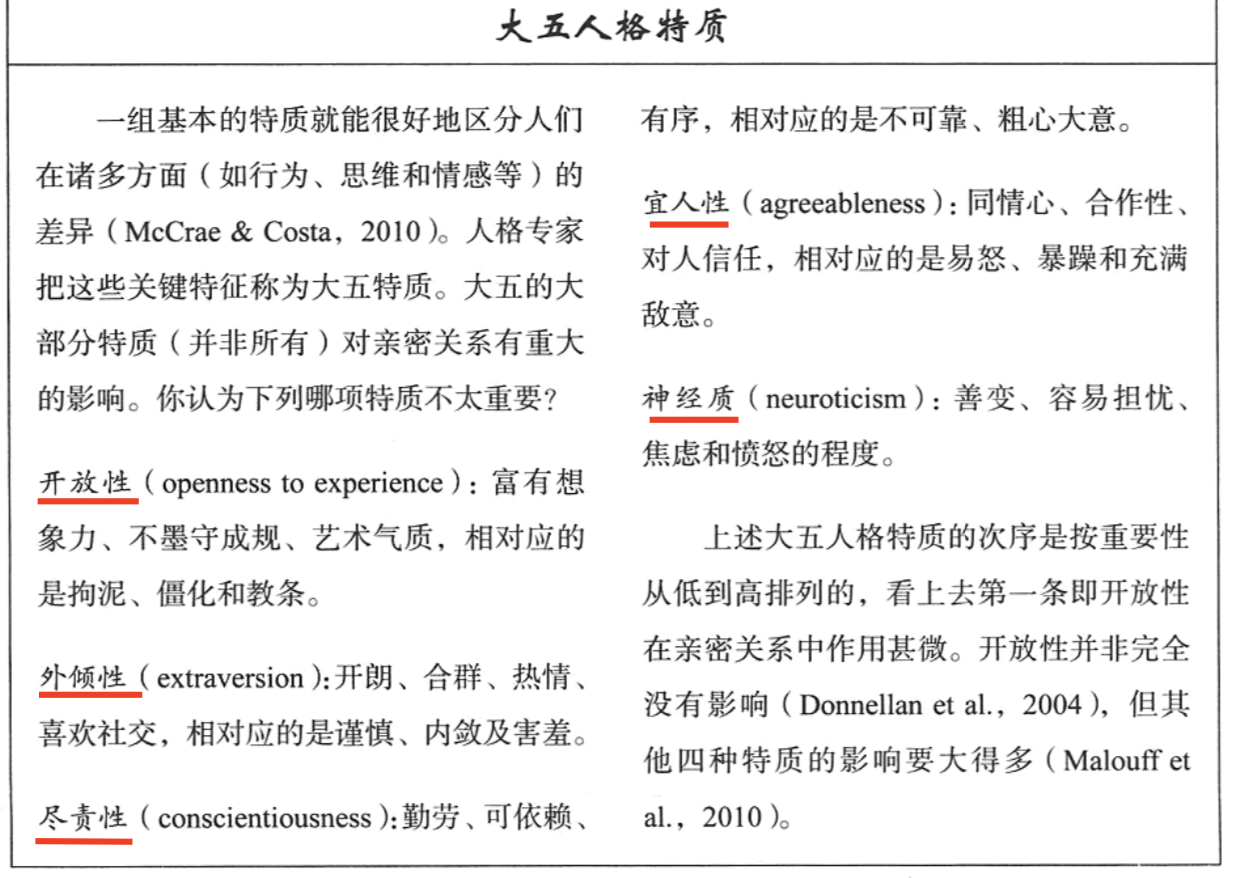 大五人格特质
一组基本的特质就能很好地区分人们
在诸多方面（如行为、思维和情感等）的
差异（McCrae & Costa，2010）。人格专家
把这些关键特征称为大五特质。大五的大
部分特质（并非所有）对亲密关系有重大
的影响。你认为下列哪项特质不太重要？
开放性（openness to experience）：富有想
象力、不墨守成规、艺术气质，相对应的
是拘泥、僵化和教条。
外倾性（extraversion）：开朗、合群、热情、
喜欢社交，相对应的是谨慎、内敛及害羞。
尽责性（conscientiousness）：勤劳、可依赖、
有序，相对应的是不可靠、粗心大意。
宜人性（agreeableness）：同情心、合作性、
对人信任，相对应的是易怒、暴躁和充满
敌意。
神经质（neuroticism）：善变、容易担忧、
焦虑和愤怒的程度。
上述大五人格特质的次序是按重要性
从低到高排列的，看上去第一条即开放性
在亲密关系中作用甚微。开放性并非完全
没有影响（Donnellan et al.，2004），但其
他四种特质的影响要大得多（Malouff et
al.，2010）。